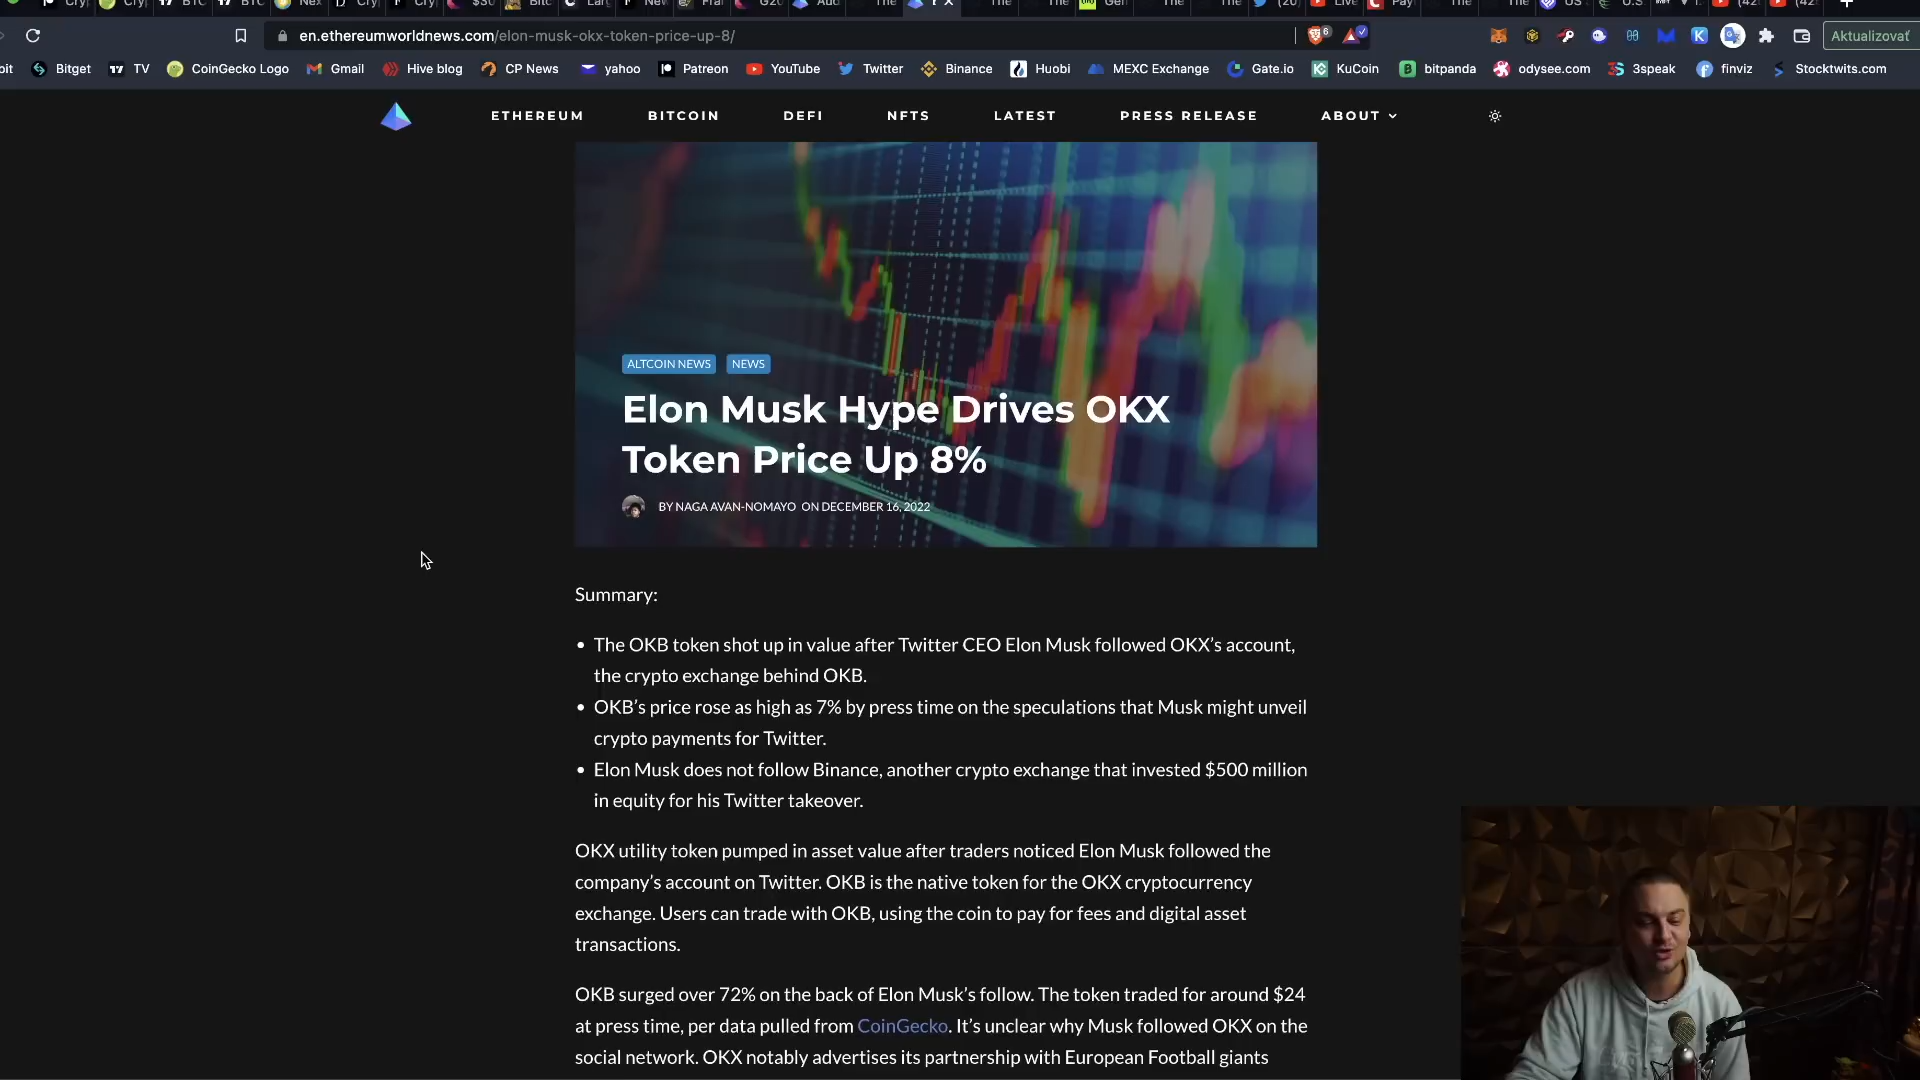 en.ethereumworldnews.com/elon-musk-okx-token-price-up-8/
Aktualizovať
Bitget TV CoinGecko Logo Gmail Hive blog CP News yahoo Patreon YouTube Twitter Binance Huobi MEXC Exchange Gate.io KuCoin bitpanda odysee.com 3speak finviz Stocktwits.com
ETHEREUM BITCOIN DEFI NFTS LATEST PRESS RELEASE ABOUT
ALTCOIN NEWS NEWS
Elon Musk Hype Drives OKX
Token Price Up 8%
BY NAGA AVAN-NOMAYO ON DECEMBER 16, 2022
Summary:
• The OKB token shot up in value after Twitter CEO Elon Musk followed OKX’s account,
the crypto exchange behind OKB.
• OKB’s price rose as high as 7% by press time on the speculations that Musk might unveil
crypto payments for Twitter.
• Elon Musk does not follow Binance, another crypto exchange that invested $500 million
in equity for his Twitter takeover.
OKX utility token pumped in asset value after traders noticed Elon Musk followed the
company’s account on Twitter. OKB is the native token for the OKX cryptocurrency
exchange. Users can trade with OKB, using the coin to pay for fees and digital asset
transactions.
OKB surged over 72% on the back of Elon Musk’s follow. The token traded for around $24
at press time, per data pulled from CoinGecko. It’s unclear why Musk followed OKX on the
social network. OKX notably advertises its partnership with European Football giants